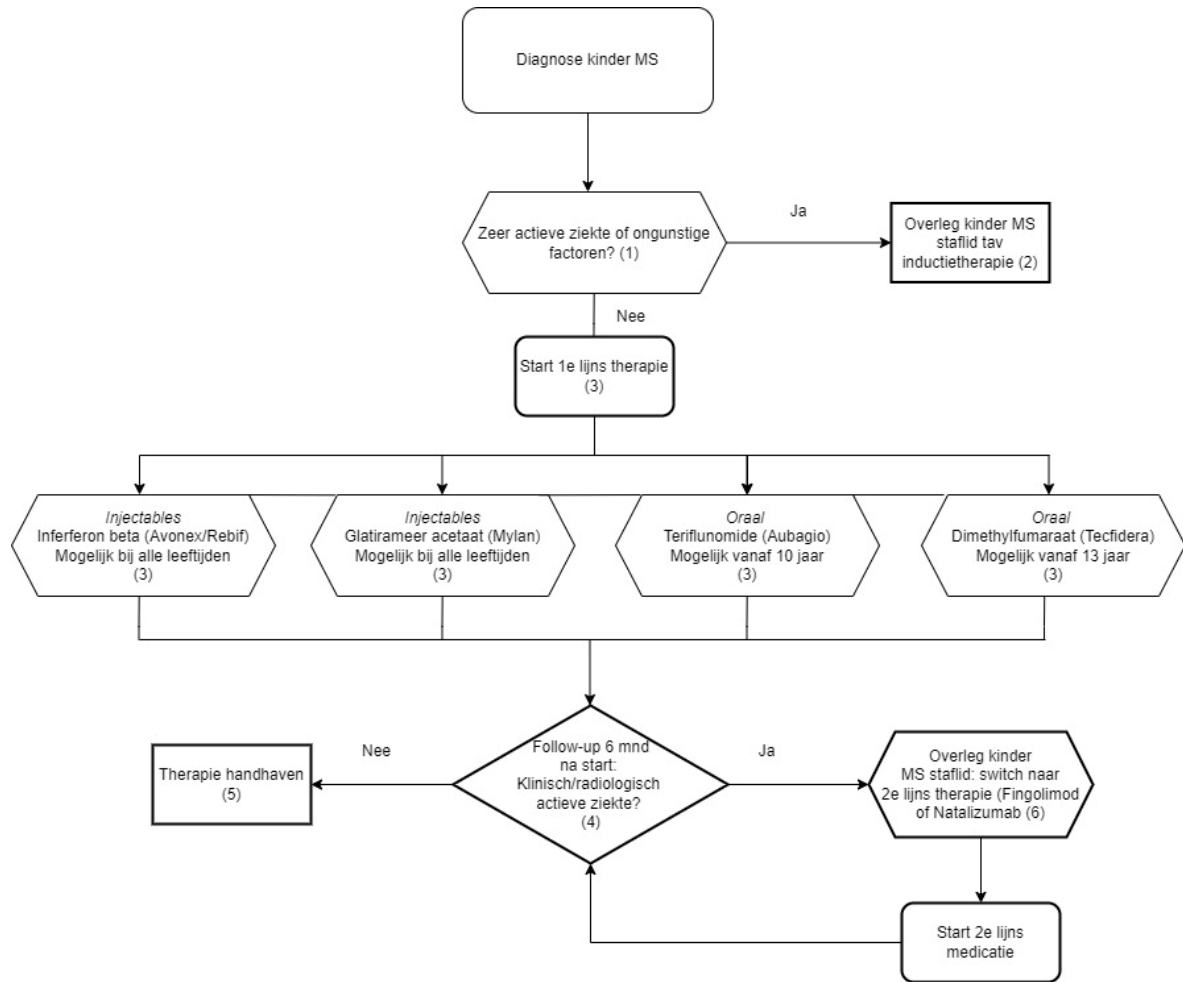 Diagnose kinder MS
Zeer actieve ziekte of ongunstige
factoren? (1)
Ja
Overleg kinder MS
staflid tav
inductietherapie (2)
Nee
Start 1e lijns therapie
(3)
Injectables
Inferferon beta (Avonex/Rebif)
Mogelijk bij alle leeftijden
(3)
Injectables
Glatirameer acetaat (Mylan)
Mogelijk bij alle leeftijden
(3)
Oraal
Teriflunomide (Aubagio)
Mogelijk vanaf 10 jaar
(3)
Oraal
Dimethylfumaraat (Tecfidera)
Mogelijk vanaf 13 jaar
(3)
Follow-up 6 mnd
na start:
Klinisch/radiologisch
actieve ziekte?
(4)
Nee
Therapie handhaven
(5)
Ja
Overleg kinder
MS staflid: switch naar
2e lijns therapie (Fingolimod
of Natalizumab (6)
Start 2e lijns
medicatie